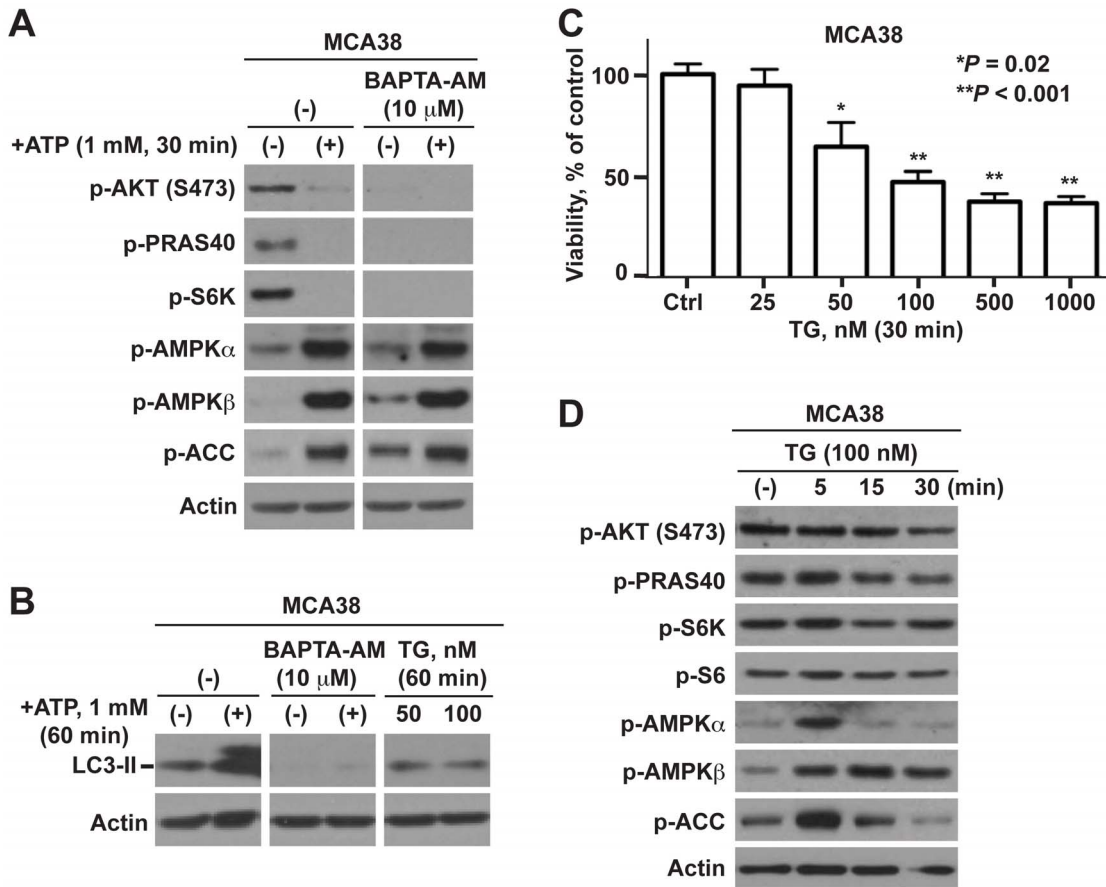 A
MCA38
BAPTA-AM
(-) (10 μM)
+ATP (1 mM, 30 min) (-) (+) (-) (+)
p-AKT (S473)
p-PRAS40
p-S6K
p-AMPKα
p-AMPKβ
p-ACC
Actin
B
MCA38
BAPTA-AM TG, nM
(-) (10 μM) (60 min)
+ATP, 1 mM (-) (+) (-) (+) 50 100
(60 min)
LC3-II
Actin
C
MCA38
*P = 0.02
**P < 0.001
Viability, % of control
100
50
0
*
**
**
**
Ctrl 25 50 100 500 1000
TG, nM (30 min)
D
MCA38
TG (100 nM)
(-) 5 15 30 (min)
p-AKT (S473)
p-PRAS40
p-S6K
p-S6
p-AMPKα
p-AMPKβ
p-ACC
Actin